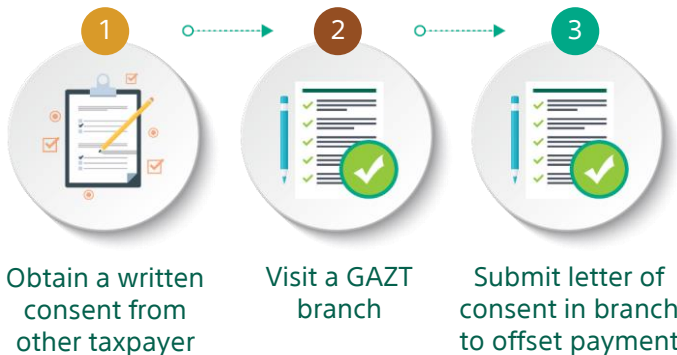 1
2
3
Obtain a written
consent from
other taxpayer
Visit a GAZT
branch
Submit letter of
consent in branch
to offset payment